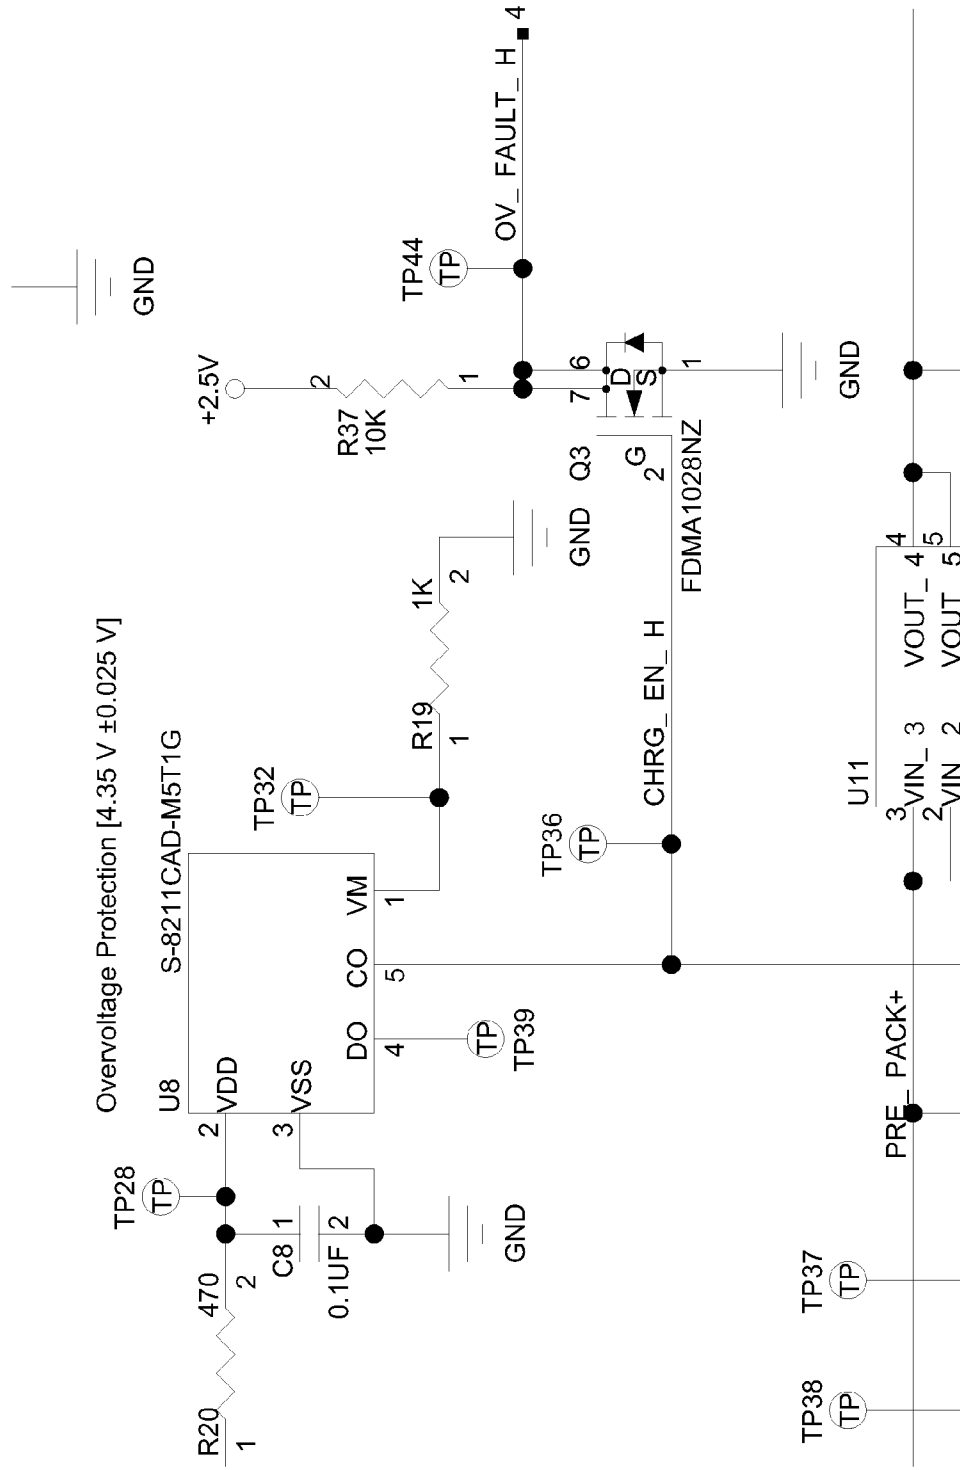 Overvoltage Protection [4.35 V ±0.025 V]
U8
S-8211CAD-M5T1G
2
VDD
3
VSS
DO
4
CO
5
VM
1
TP28
TP
R20
470
1
2
C8
1
2
0.1UF
GND
TP39
TP
TP32
TP
R19
1K
1
2
GND
TP36
TP
CHRG_ EN_ H
+2.5V
2
1
R37
10K
Q3
G
2
7
6
D
S
1
FDMA1028NZ
GND
TP44
TP
OV_ FAULT_ H
4
GND
TP38
TP
TP37
TP
PRE_ PACK+
U11
3
VIN_ 3
VOUT_ 4
4
2
VIN_ 2
VOUT_ 5
5